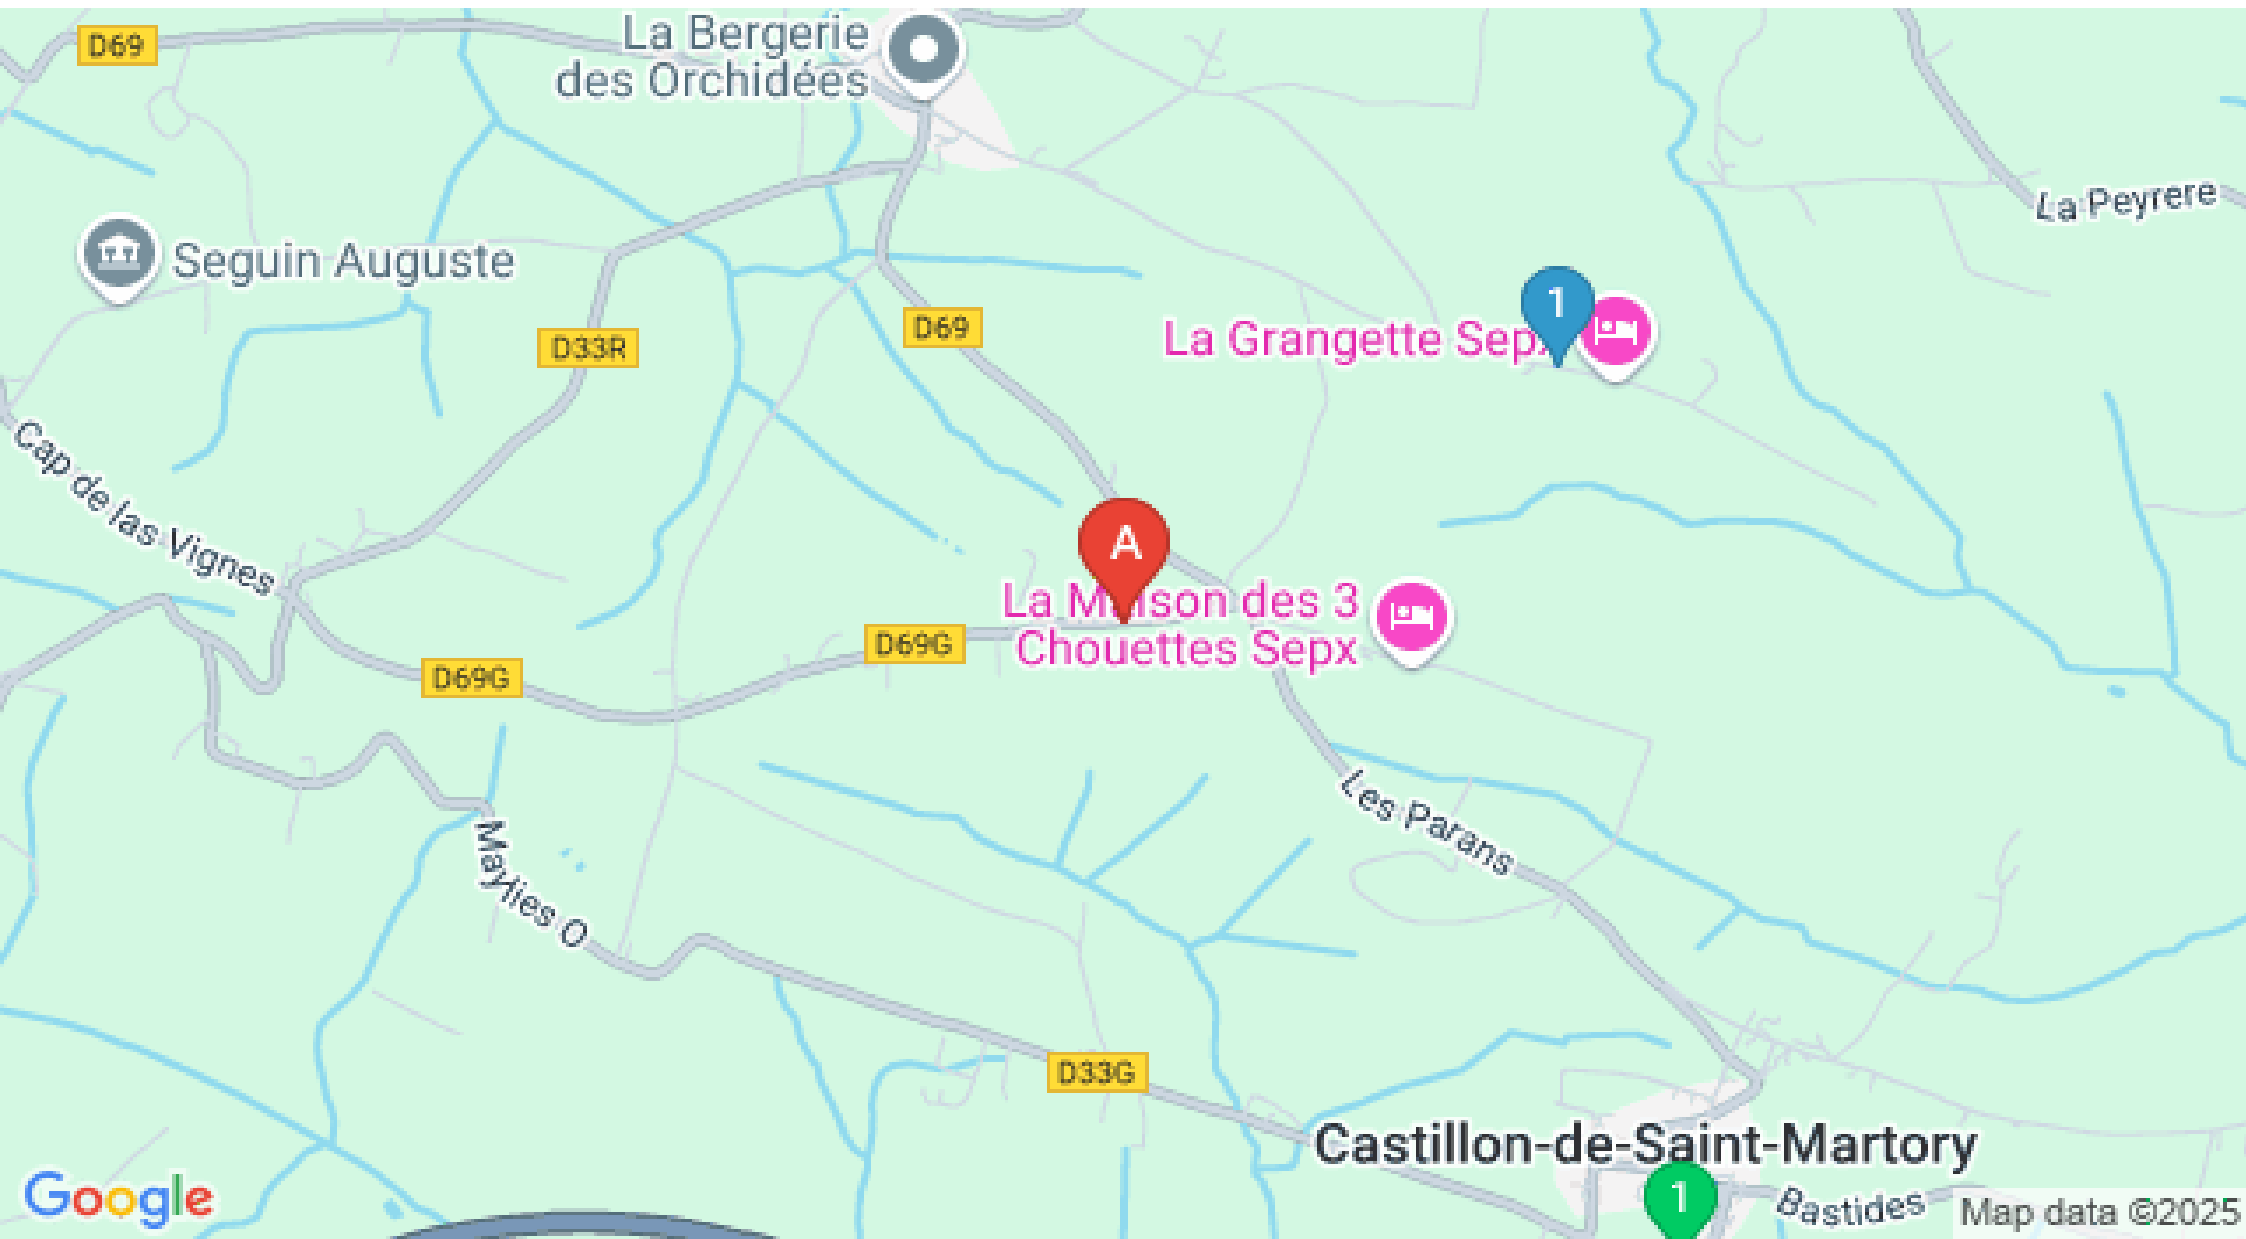 La Bergerie
des Orchidées
D69
La Peyrere
Seguin Auguste
1
D69
La Grangette Sepx
D33R
Cap de las Vignes
A
La Maison des 3
Chouettes Sepx
D69G
D69G
Les Parans
Maylies O
D33G
Castillon-de-Saint-Martory
1
Bastides
Google
Map data ©2025